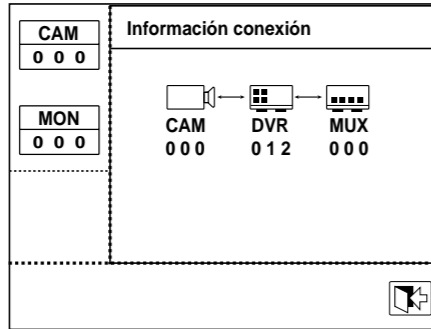 CAM
0 0 0
MON
0 0 0
Información conexión
CAM DVR MUX
0 0 0 0 1 2 0 0 0